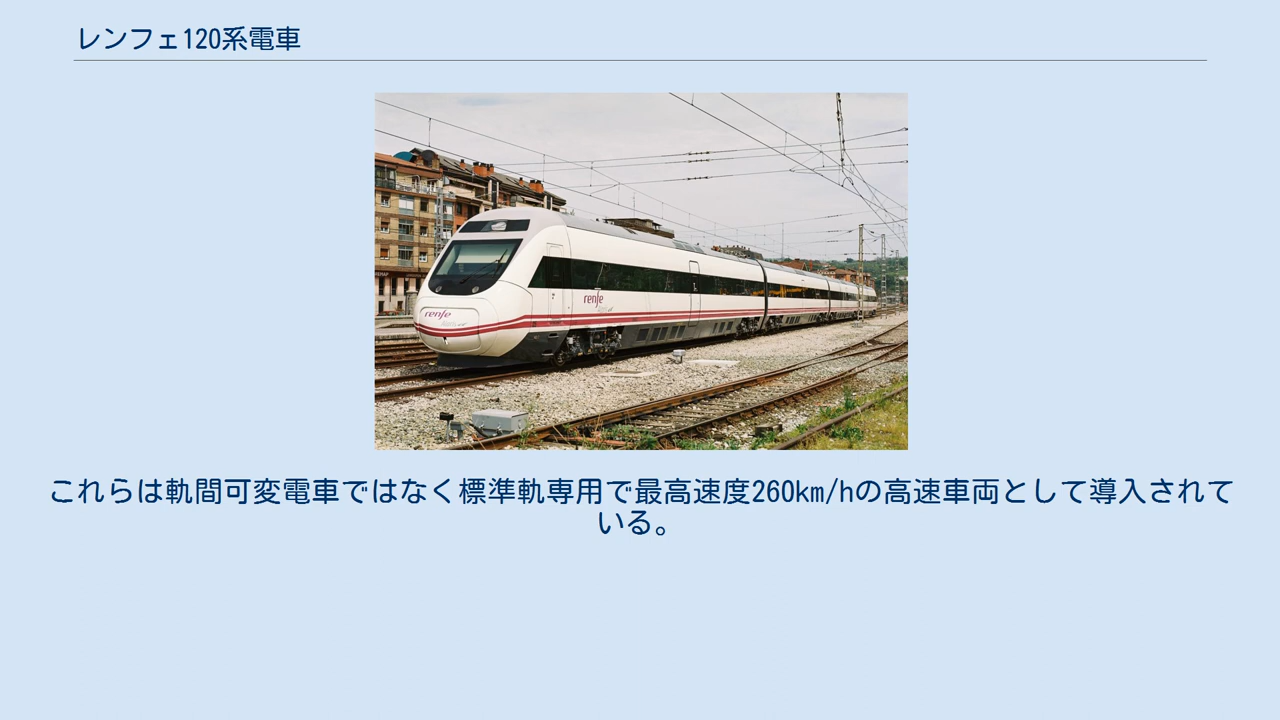 レンフェ120系電車
renfe
renfe
これらは軌間可変電車ではなく標準軌専用で最高速度260km/hの高速車両として導入されて
いる。